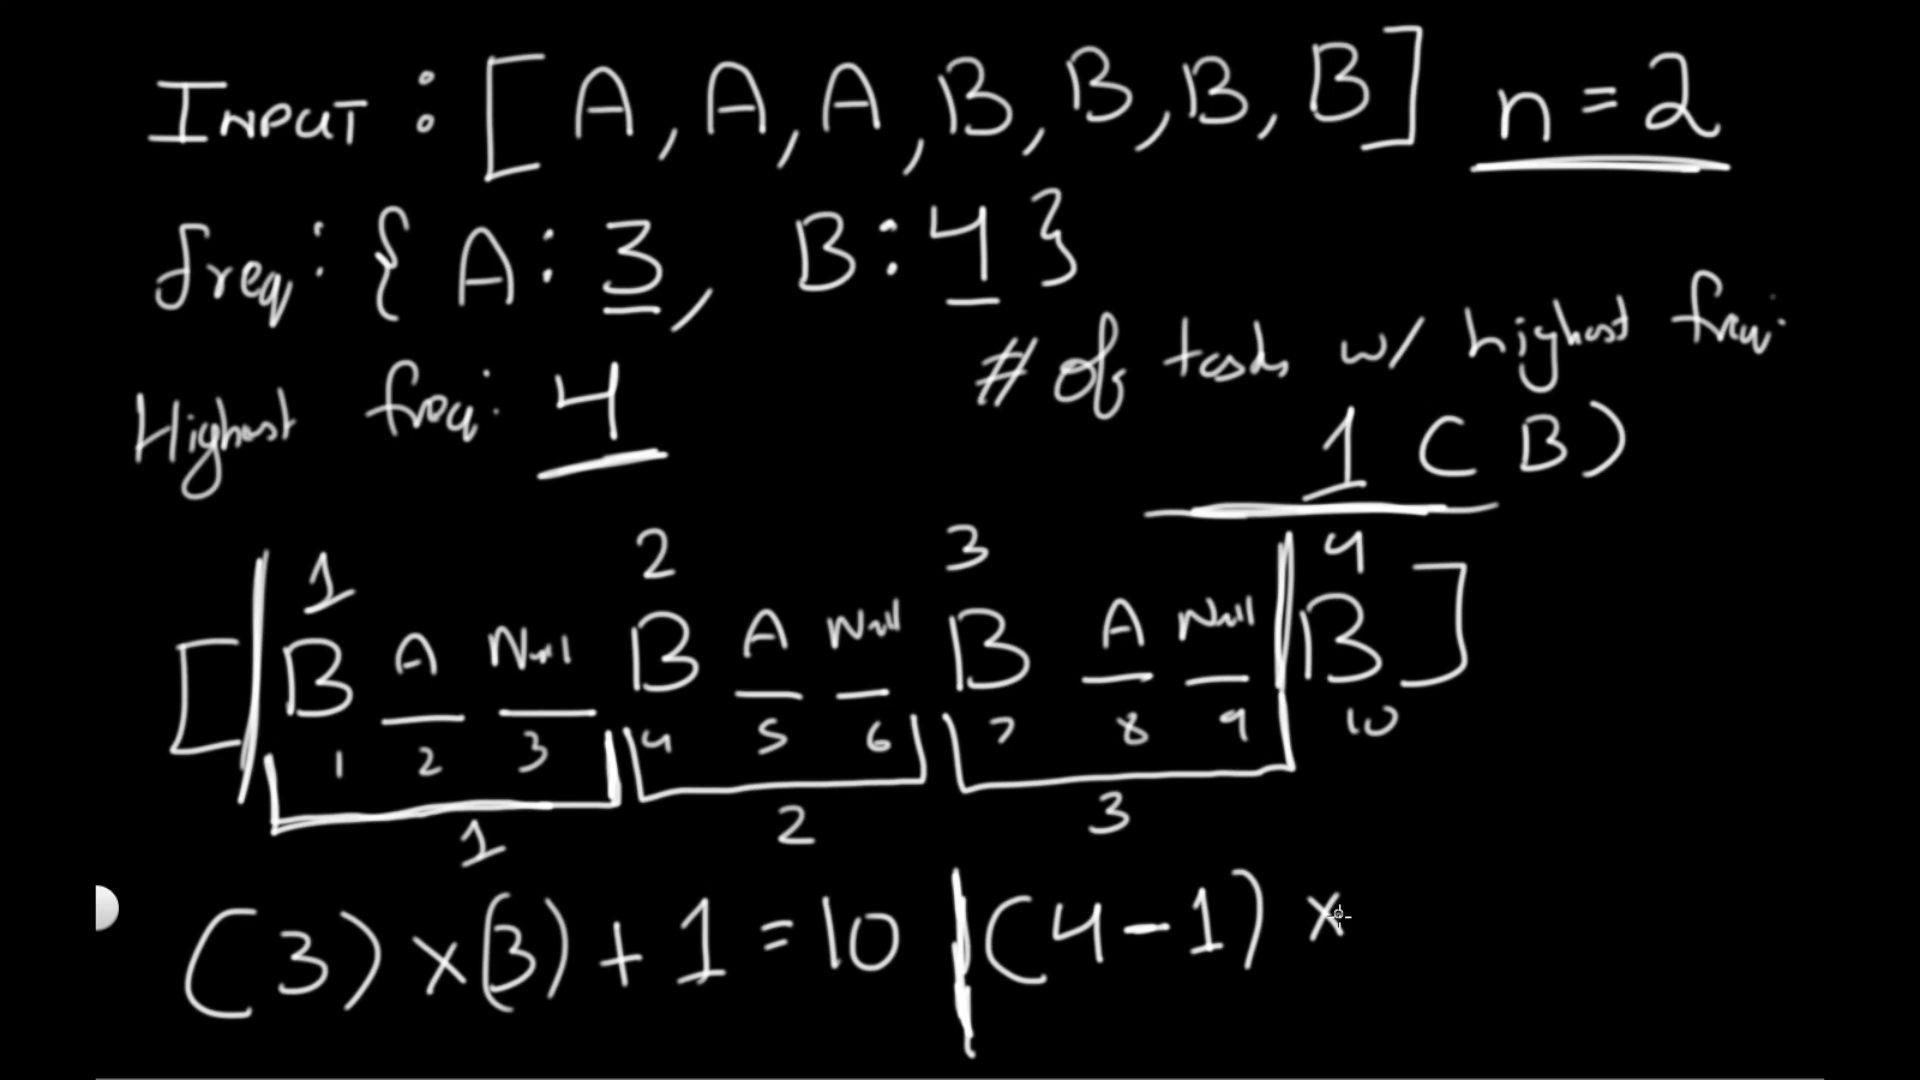 INPUT : [ A, A, A, B, B, B, B ] n = 2
freq : { A : 3, B : 4 }
# of tasks w/ highest freq.
Highest freq : 4
1 ( B )
1 2 3 4
[ B A Null B A Null B A Null B ]
1 2 3 4 5 6 7 8 9 10
1 2 3
( 3 ) x (3) + 1 = 10 | ( 4 - 1 ) x